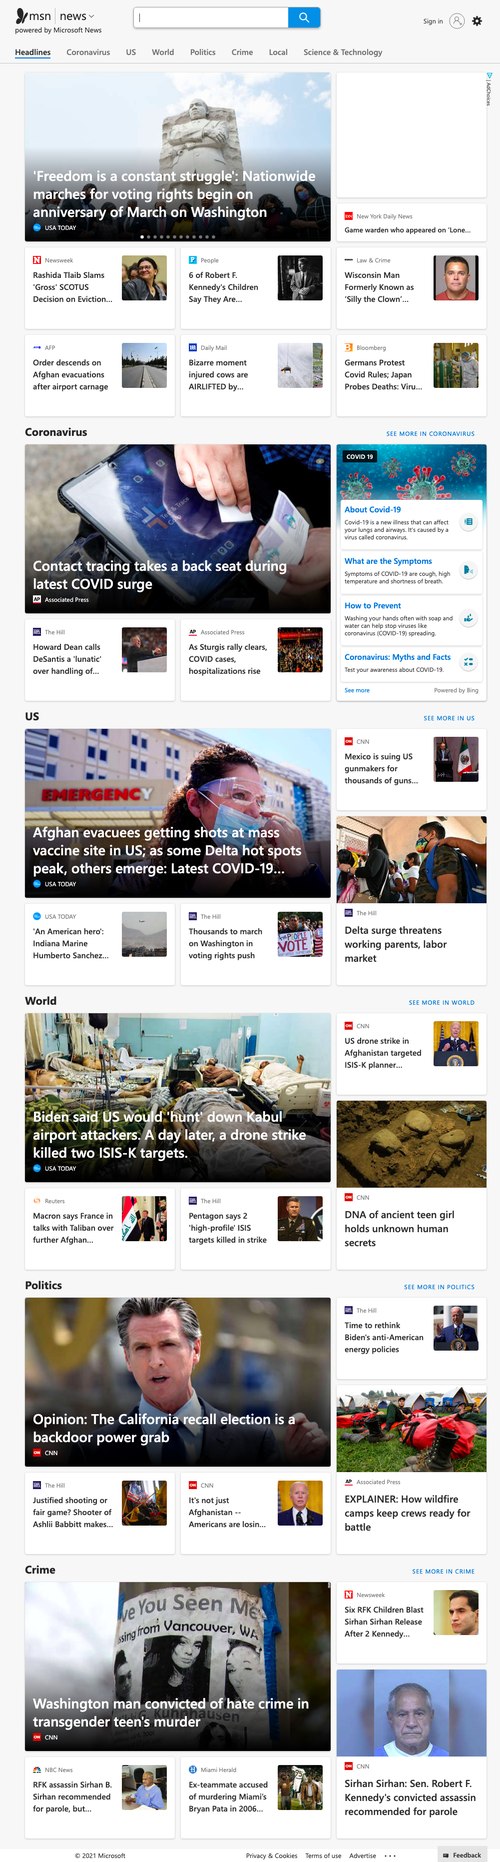 msn | news
powered by Microsoft News
Sign in
Headlines
Coronavirus
US
World
Politics
Crime
Local
Science & Technology
'Freedom is a constant struggle': Nationwide
marches for voting rights begin on
anniversary of March on Washington
USA TODAY
AdChoices
New York Daily News
Game warden who appeared on 'Lone...
Newsweek
Rashida Tlaib Slams
'Gross' SCOTUS
Decision on Eviction...
People
6 of Robert F.
Kennedy's Children
Say They Are...
Law & Crime
Wisconsin Man
Formerly Known as
'Silly the Clown'...
AFP
Order descends on
Afghan evacuations
after airport carnage
Daily Mail
Bizarre moment
injured cows are
AIRLIFTED by...
Bloomberg
Germans Protest
Covid Rules; Japan
Probes Deaths: Viru...
Coronavirus
SEE MORE IN CORONAVIRUS
Contact tracing takes a back seat during
latest COVID surge
Associated Press
COVID 19
About Covid-19
Covid-19 is a new illness that can affect
your lungs and airways. It's caused by a
virus called coronavirus.
What are the Symptoms
Symptoms of COVID-19 are cough, high
temperature and shortness of breath.
How to Prevent
Washing your hands often with soap and
water can help stop viruses like
coronavirus (COVID-19) spreading.
Coronavirus: Myths and Facts
Test your awareness about COVID-19.
See more
Powered by Bing
The Hill
Howard Dean calls
DeSantis a 'lunatic'
over handling of...
Associated Press
As Sturgis rally clears,
COVID cases,
hospitalizations rise
US
SEE MORE IN US
EMERGENCY
Afghan evacuees getting shots at mass
vaccine site in US; as some Delta hot spots
peak, others emerge: Latest COVID-19...
USA TODAY
CNN
Mexico is suing US
gunmakers for
thousands of guns...
The Hill
Delta surge threatens
working parents, labor
market
USA TODAY
'An American hero':
Indiana Marine
Humberto Sanchez...
The Hill
Thousands to march
on Washington in
voting rights push
PEOPLE
VOTE
World
SEE MORE IN WORLD
Biden said US would 'hunt' down Kabul
airport attackers. A day later, a drone strike
killed two ISIS-K targets.
USA TODAY
CNN
US drone strike in
Afghanistan targeted
ISIS-K planner...
CNN
DNA of ancient teen girl
holds unknown human
secrets
Reuters
Macron says France in
talks with Taliban over
further Afghan...
The Hill
Pentagon says 2
'high-profile' ISIS
targets killed in strike
Politics
SEE MORE IN POLITICS
Opinion: The California recall election is a
backdoor power grab
CNN
The Hill
Time to rethink
Biden's anti-American
energy policies
Associated Press
EXPLAINER: How wildfire
camps keep crews ready for
battle
The Hill
Justified shooting or
fair game? Shooter of
Ashlii Babbitt makes...
CNN
It's not just
Afghanistan --
Americans are losin...
Crime
SEE MORE IN CRIME
ve You Seen Me
ssing from Vancouver, WA
Washington man convicted of hate crime in
transgender teen's murder
CNN
Newsweek
Six RFK Children Blast
Sirhan Sirhan Release
After 2 Kennedy...
CNN
Sirhan Sirhan: Sen. Robert F.
Kennedy's convicted assassin
recommended for parole
NBC News
RFK assassin Sirhan B.
Sirhan recommended
for parole, but...
Miami Herald
Ex-teammate accused
of murdering Miami's
Bryan Pata in 2006...
© 2021 Microsoft
Privacy & Cookies
Terms of use
Advertise
Feedback